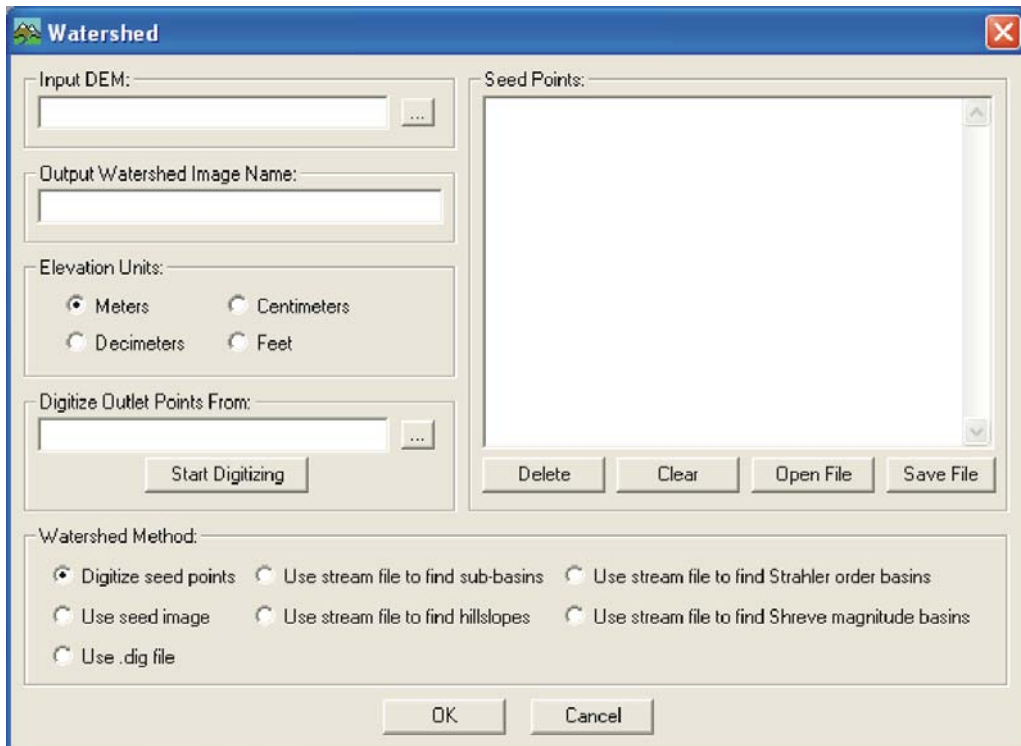 Watershed
Input DEM:
...
Output Watershed Image Name:
Elevation Units:
Meters
Centimeters
Decimeters
Feet
Digitize Outlet Points From:
...
Start Digitizing
Seed Points:
Delete
Clear
Open File
Save File
Watershed Method:
Digitize seed points
Use stream file to find sub-basins
Use stream file to find Strahler order basins
Use seed image
Use stream file to find hillslopes
Use stream file to find Shreve magnitude basins
Use .dig file
OK
Cancel